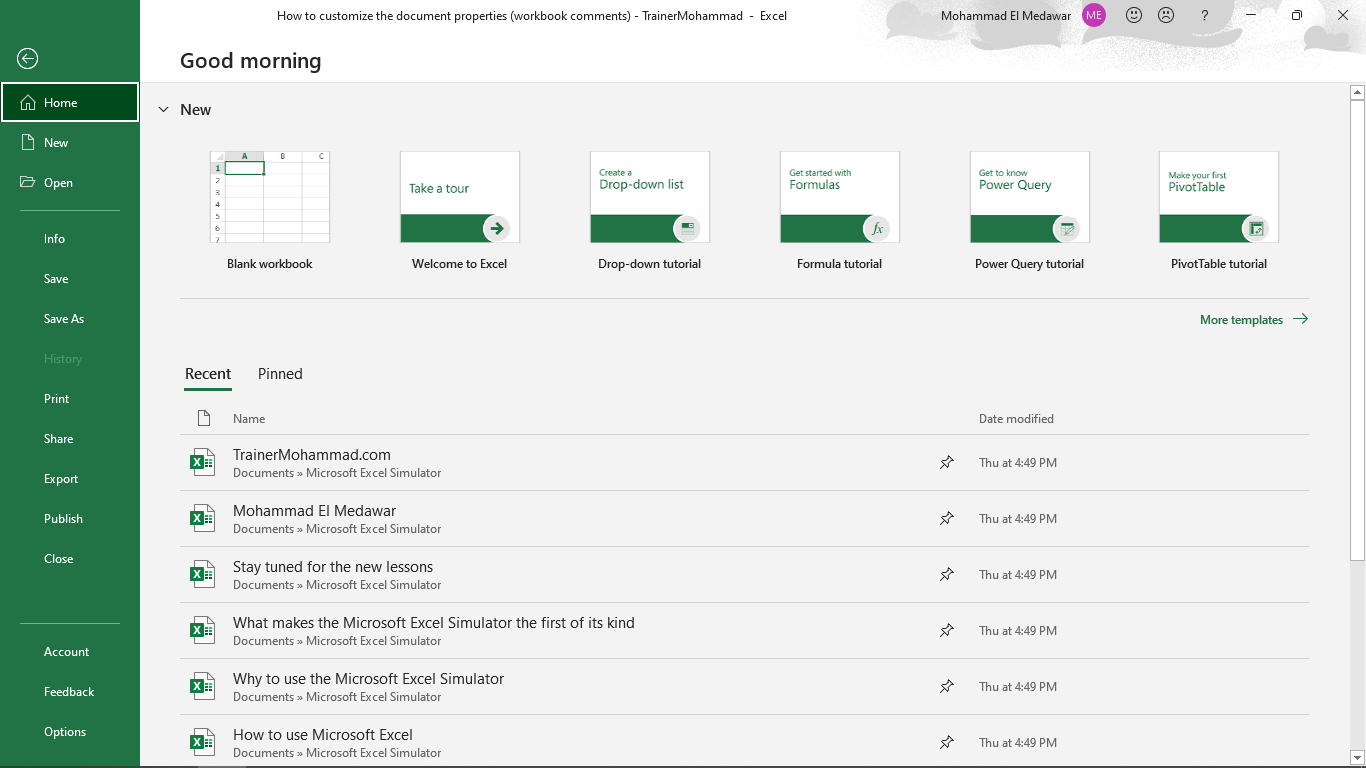 How to customize the document properties (workbook comments) - TrainerMohammad - Excel
Mohammad El Medawar ME ?
Good morning
Home
New
Open
Info
Save
Save As
History
Print
Share
Export
Publish
Close
Account
Feedback
Options
New
A B C
1
2
3
4
5
6
7
Blank workbook
Take a tour
Welcome to Excel
Create a
Drop-down list
Drop-down tutorial
Get started with
Formulas
fx
Formula tutorial
Get to know
Power Query
Power Query tutorial
Make your first
PivotTable
PivotTable tutorial
More templates
Recent Pinned
Name Date modified
TrainerMohammad.com
Documents » Microsoft Excel Simulator
Thu at 4:49 PM
Mohammad El Medawar
Documents » Microsoft Excel Simulator
Thu at 4:49 PM
Stay tuned for the new lessons
Documents » Microsoft Excel Simulator
Thu at 4:49 PM
What makes the Microsoft Excel Simulator the first of its kind
Documents » Microsoft Excel Simulator
Thu at 4:49 PM
Why to use the Microsoft Excel Simulator
Documents » Microsoft Excel Simulator
Thu at 4:49 PM
How to use Microsoft Excel
Documents » Microsoft Excel Simulator
Thu at 4:49 PM